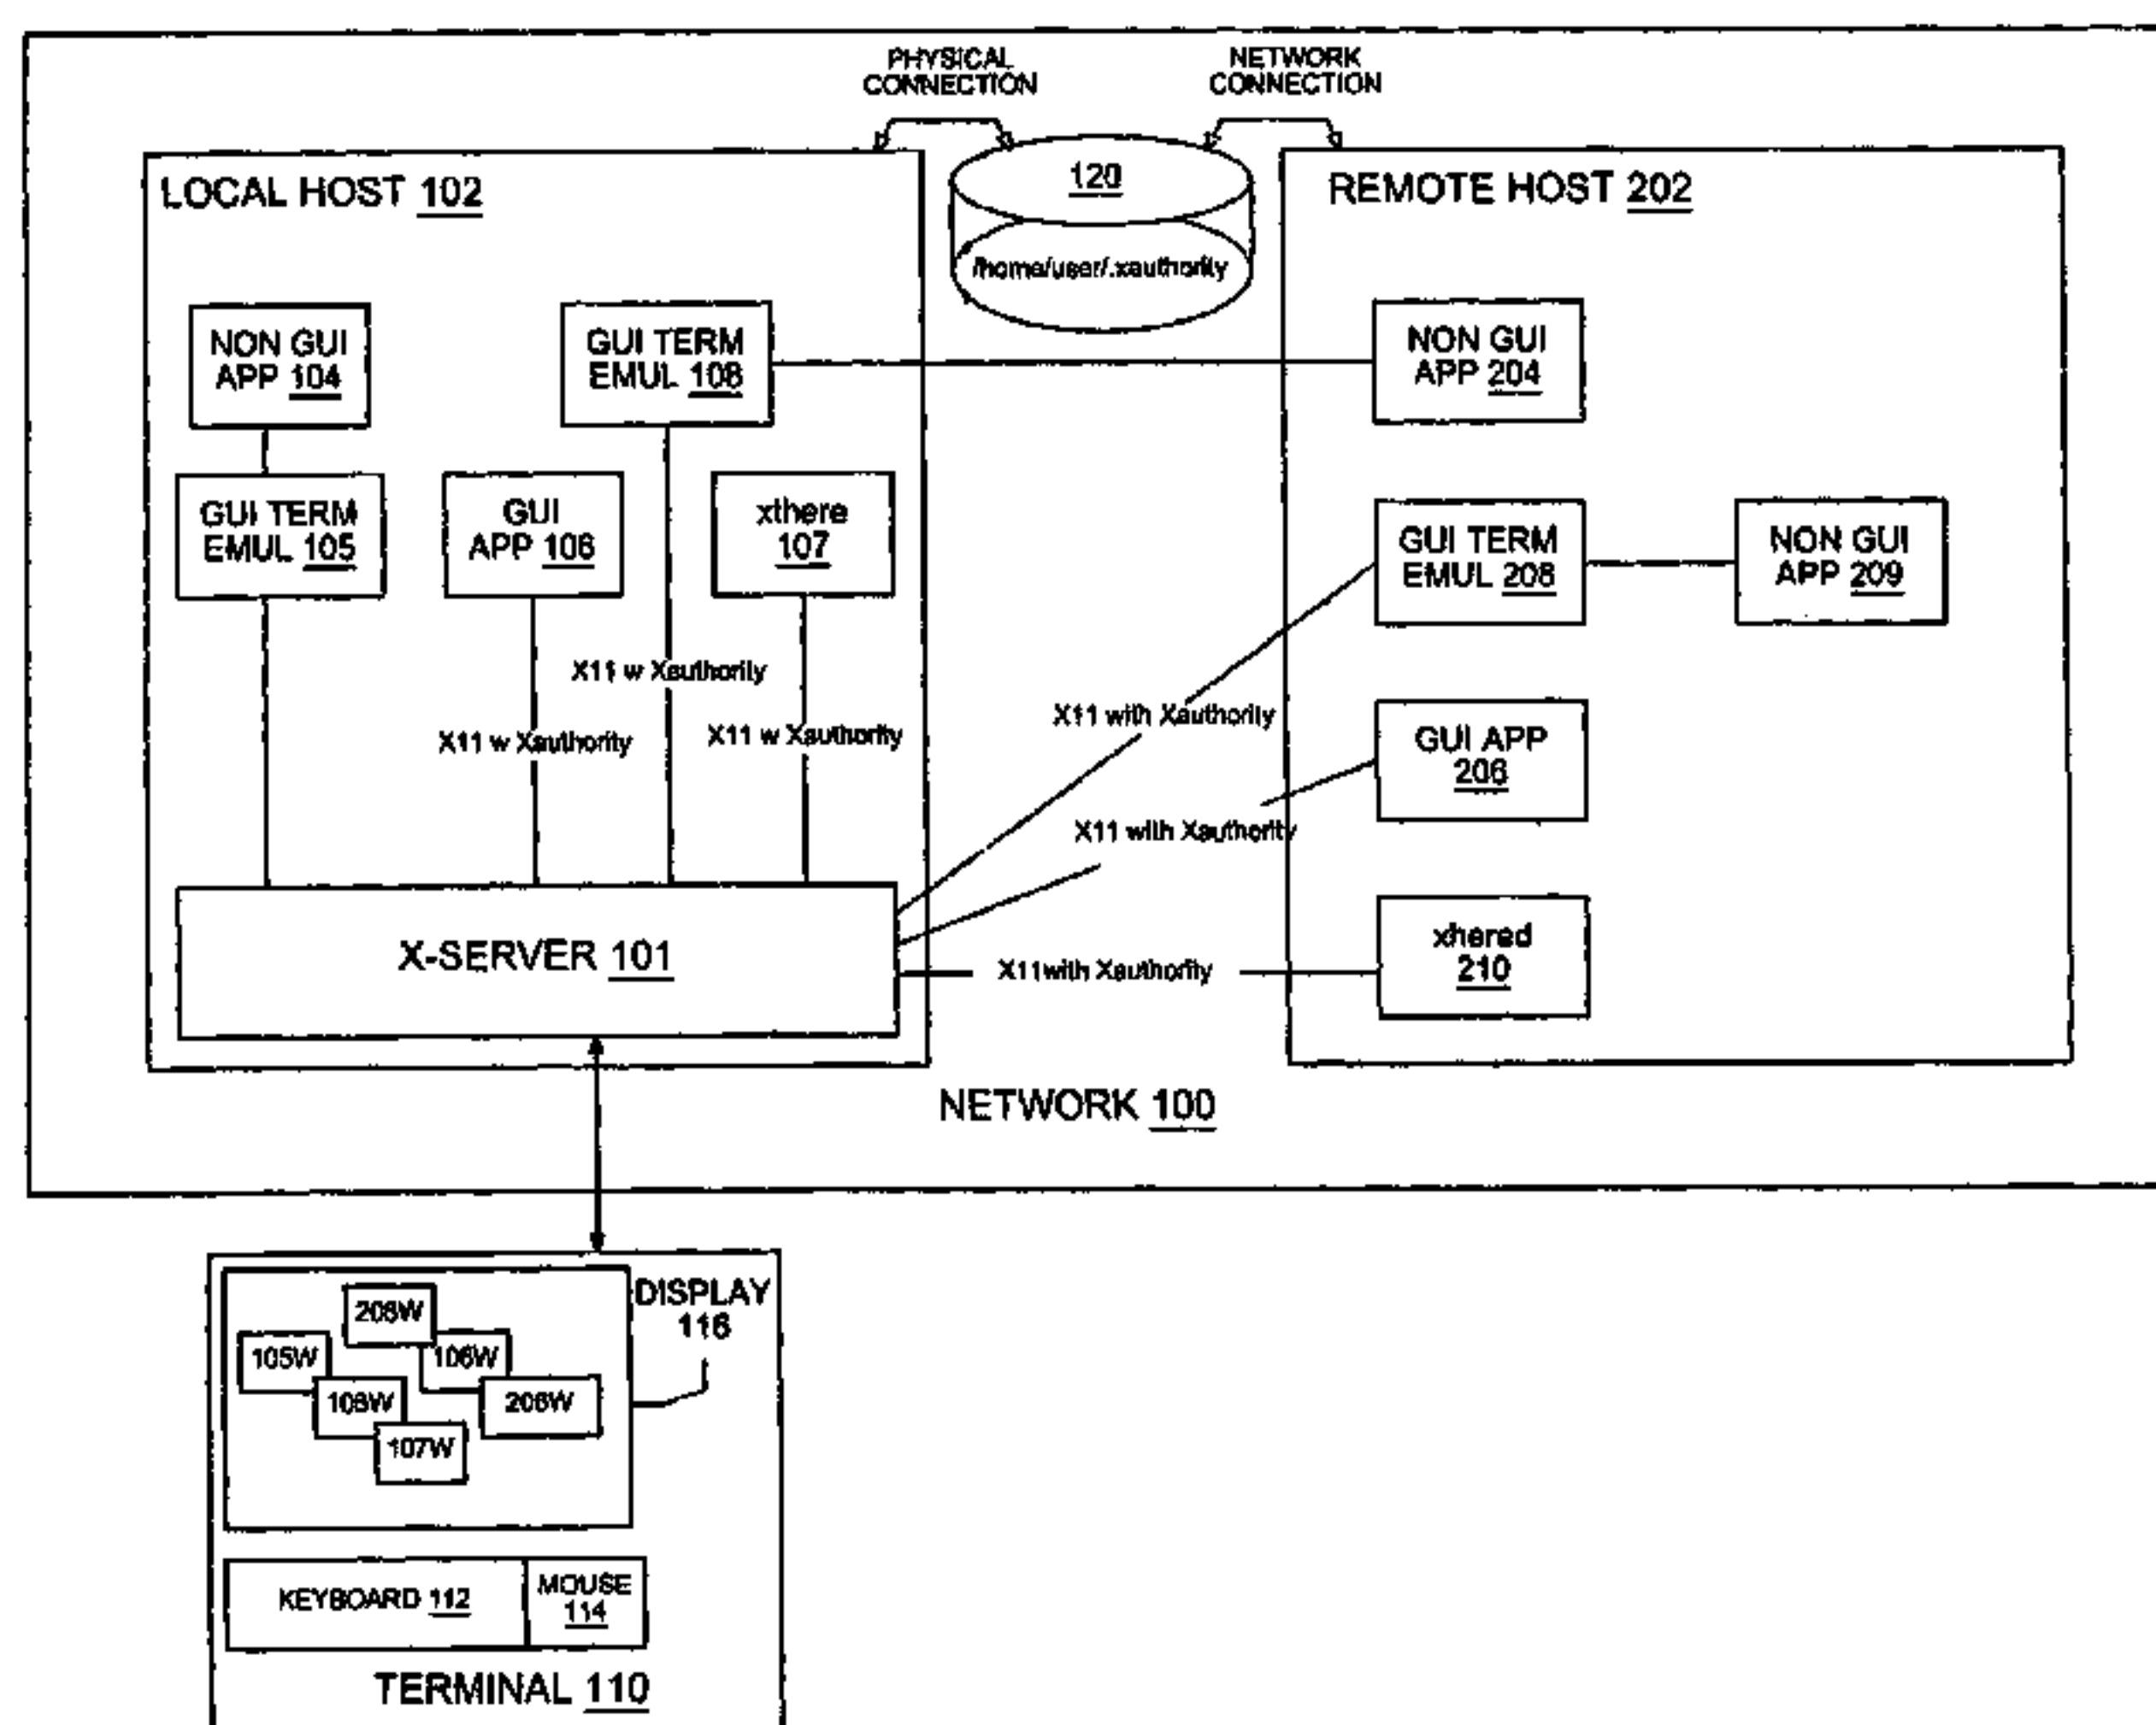 PHYSICAL
CONNECTION
NETWORK
CONNECTION
LOCAL HOST 102
120
/home/user/.xauthority
REMOTE HOST 202
NON GUI
APP 104
GUI TERM
EMUL 108
NON GUI
APP 204
GUI TERM
EMUL 105
GUI
APP 106
xthere
107
GUI TERM
EMUL 208
NON GUI
APP 209
X11 w Xauthority
X11 w Xauthority
X11 w Xauthority
X11 with Xauthority
GUI APP
206
X11 with Xauthority
X-SERVER 101
X11with Xauthority
xhered
210
NETWORK 100
DISPLAY
116
208W
105W
106W
108W
206W
107W
KEYBOARD 112
MOUSE
114
TERMINAL 110